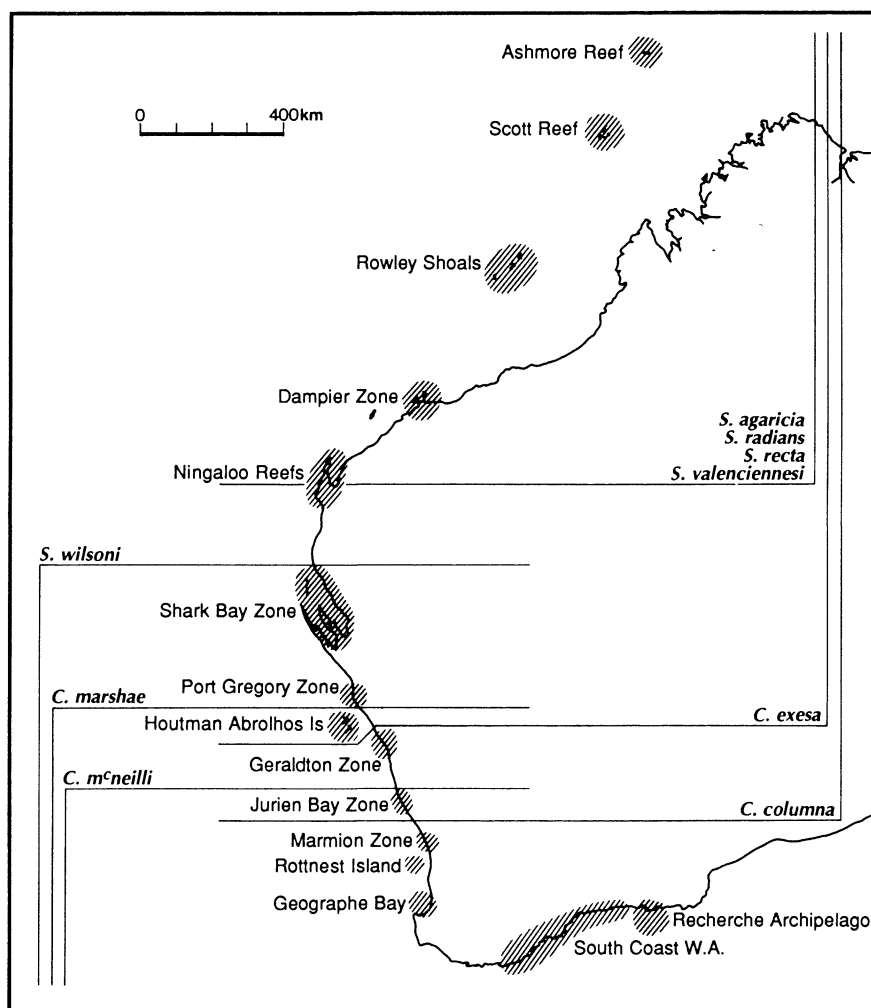 Ashmore Reef
0 400km
Scott Reef
Rowley Shoals
Dampier Zone
S. agaricia
S. radians
S. recta
Ningaloo Reefs
S. valenciennesi
S. wilsoni
Shark Bay Zone
Port Gregory Zone
C. marshae
Houtman Abrolhos Is
C. exesa
Geraldton Zone
C. mcneilli
Jurien Bay Zone
C. columna
Marmion Zone
Rottnest Island
Geographe Bay
Recherche Archipelago
South Coast W.A.